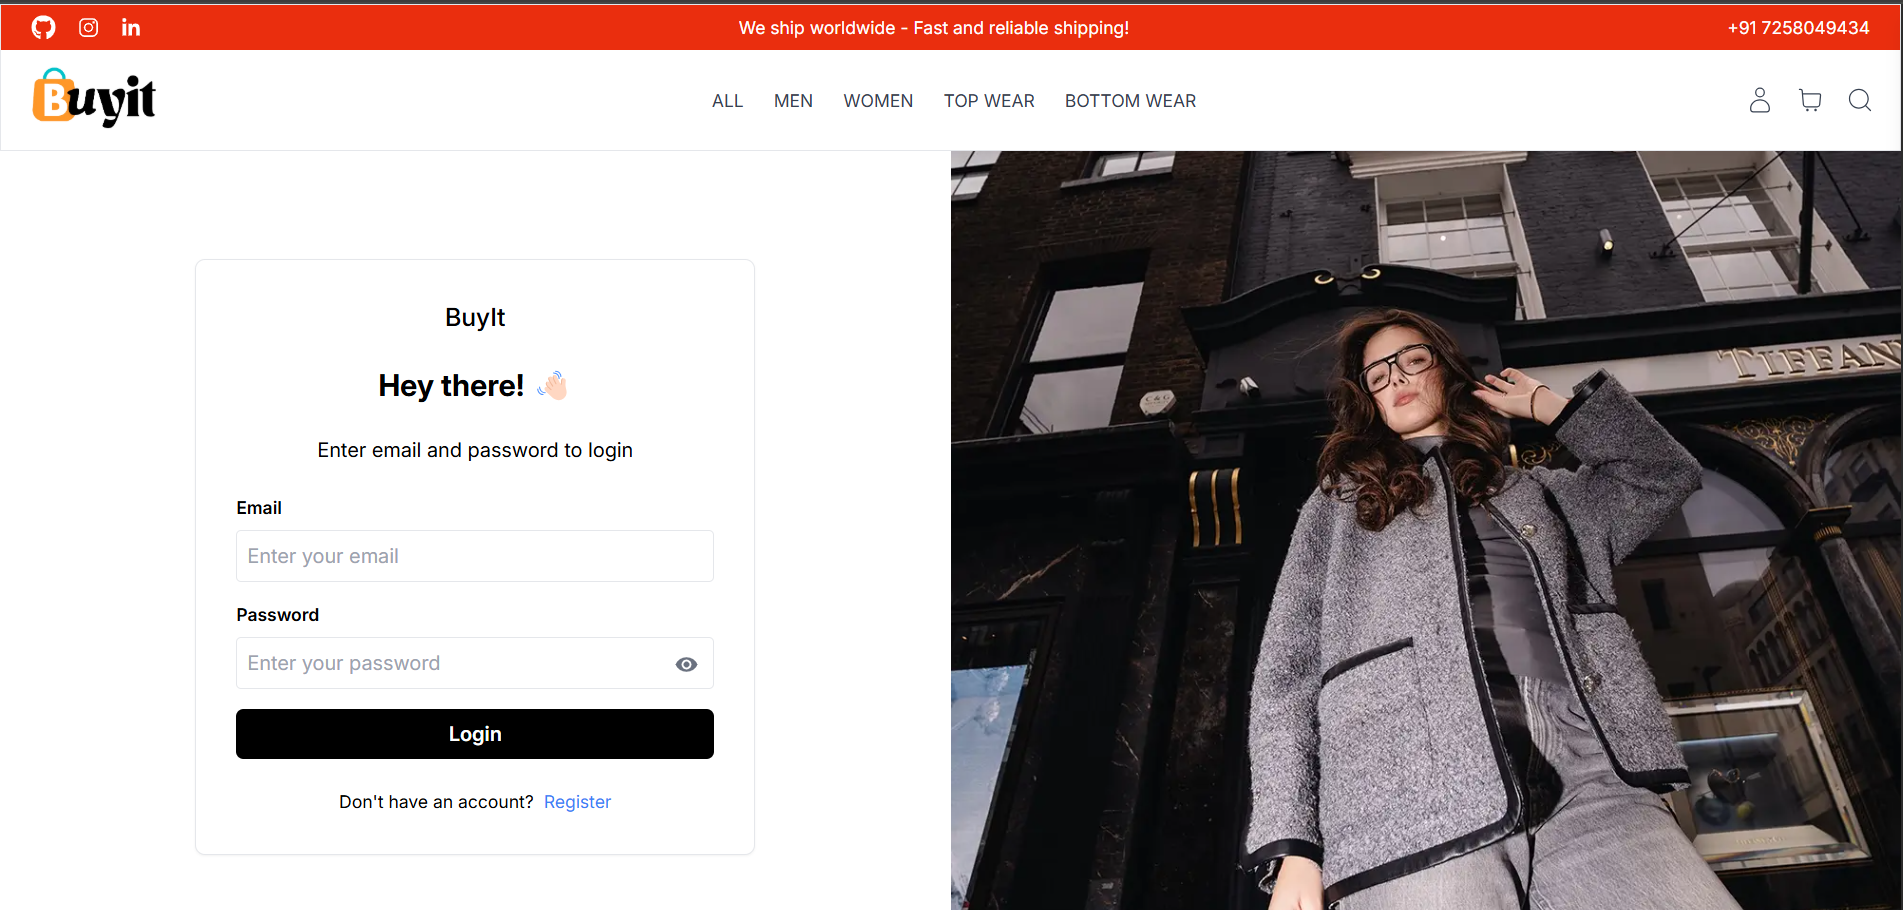 We ship worldwide - Fast and reliable shipping!
+91 7258049434
Buyit
ALL MEN WOMEN TOP WEAR BOTTOM WEAR
BuyIt
Hey there! 👋🏻
Enter email and password to login
Email
Enter your email
Password
Enter your password
Login
Don't have an account? Register
C & G